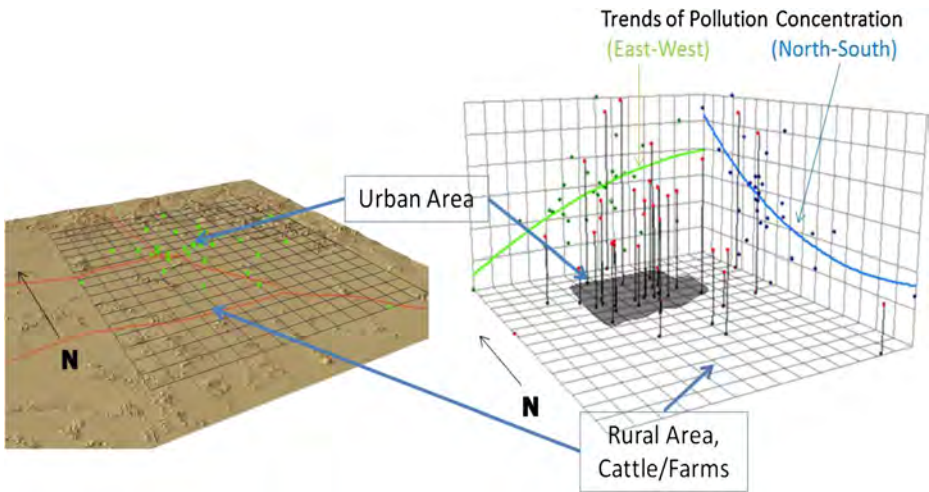 Trends of Pollution Concentration
(East-West)
(North-South)
Urban Area
N
N
Rural Area,
Cattle/Farms